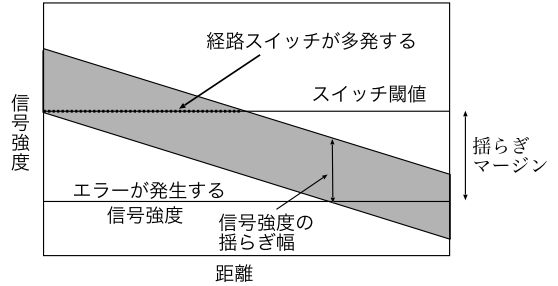 経路スイッチが多発する
スイッチ閾値
信号強度
揺らぎ
マージン
エラーが発生する
信号強度
信号強度の
揺らぎ幅
距離